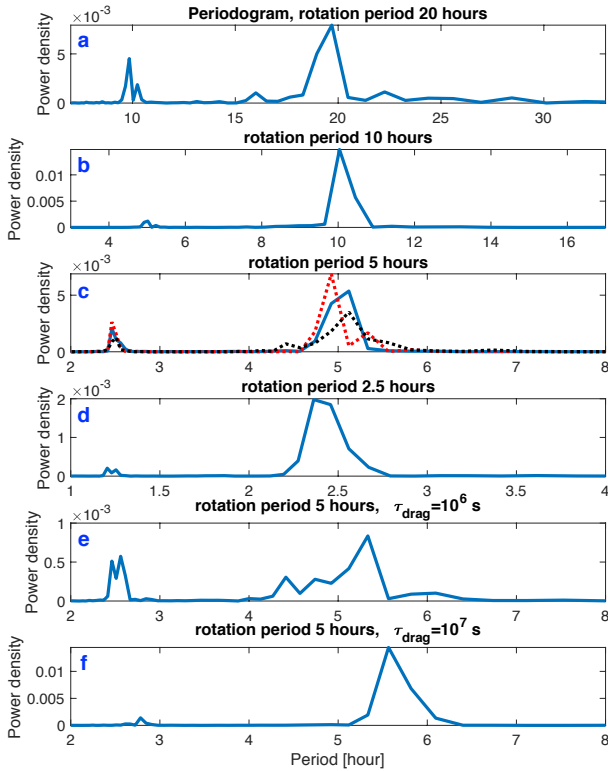 Periodogram, rotation period 20 hours
×10⁻³
a
Power density
5
0
10 15 20 25 30
rotation period 10 hours
b
Power density
0.01
0.005
0
4 6 8 10 12 14 16
rotation period 5 hours
×10⁻³
c
Power density
5
0
2 3 4 5 6 7 8
rotation period 2.5 hours
×10⁻³
d
Power density
2
1
0
1 1.5 2 2.5 3 3.5 4
rotation period 5 hours, τdrag=10⁶ s
×10⁻³
e
Power density
1
0.5
0
2 3 4 5 6 7 8
rotation period 5 hours, τdrag=10⁷ s
f
Power density
0.01
0.005
0
2 3 4 5 6 7 8
Period [hour]